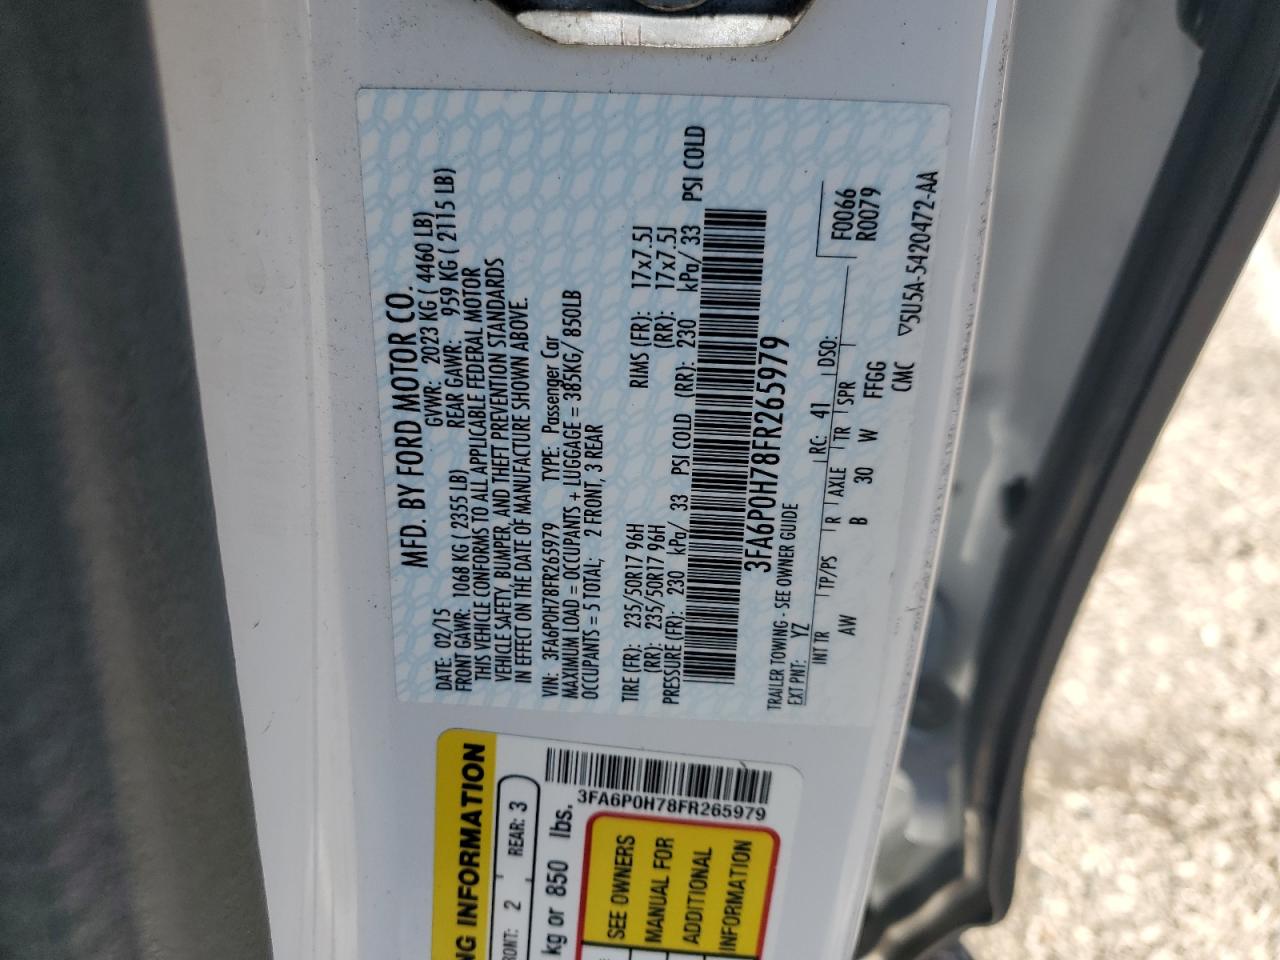 MFD. BY FORD MOTOR CO.
DATE: 02/15 GVWR: 2023 KG ( 4460 LB)
FRONT GAWR: 1068 KG ( 2355 LB) REAR GAWR: 959 KG ( 2115 LB)
THIS VEHICLE CONFORMS TO ALL APPLICABLE FEDERAL MOTOR
VEHICLE SAFETY, BUMPER, AND THEFT PREVENTION STANDARDS
IN EFFECT ON THE DATE OF MANUFACTURE SHOWN ABOVE.
VIN: 3FA6P0H78FR265979 TYPE: Passenger Car
MAXIMUM LOAD = OCCUPANTS + LUGGAGE = 385KG/ 850LB
OCCUPANTS = 5 TOTAL; 2 FRONT, 3 REAR
TIRE (FR): 235/50R17 96H RIMS (FR): 17x7.5J
(RR): 235/50R17 96H (RR): 17x7.5J
PRESSURE (FR): 230 kPa/ 33 PSI COLD (RR): 230 kPa/ 33 PSI COLD
3FA6P0H78FR265979
TRAILER TOWING - SEE OWNER GUIDE
EXT PNT: YZ RC: 41 DSO: F0066
INT TR TP/PS R AXLE TR SPR R0079
AW B 30 W FFGG
CMC ▽5U5A-5420472-AA
NG INFORMATION
RONT: 2 REAR: 3
kg or 850 lbs.
3FA6P0H78FR265979
SEE OWNERS
MANUAL FOR
ADDITIONAL
INFORMATION